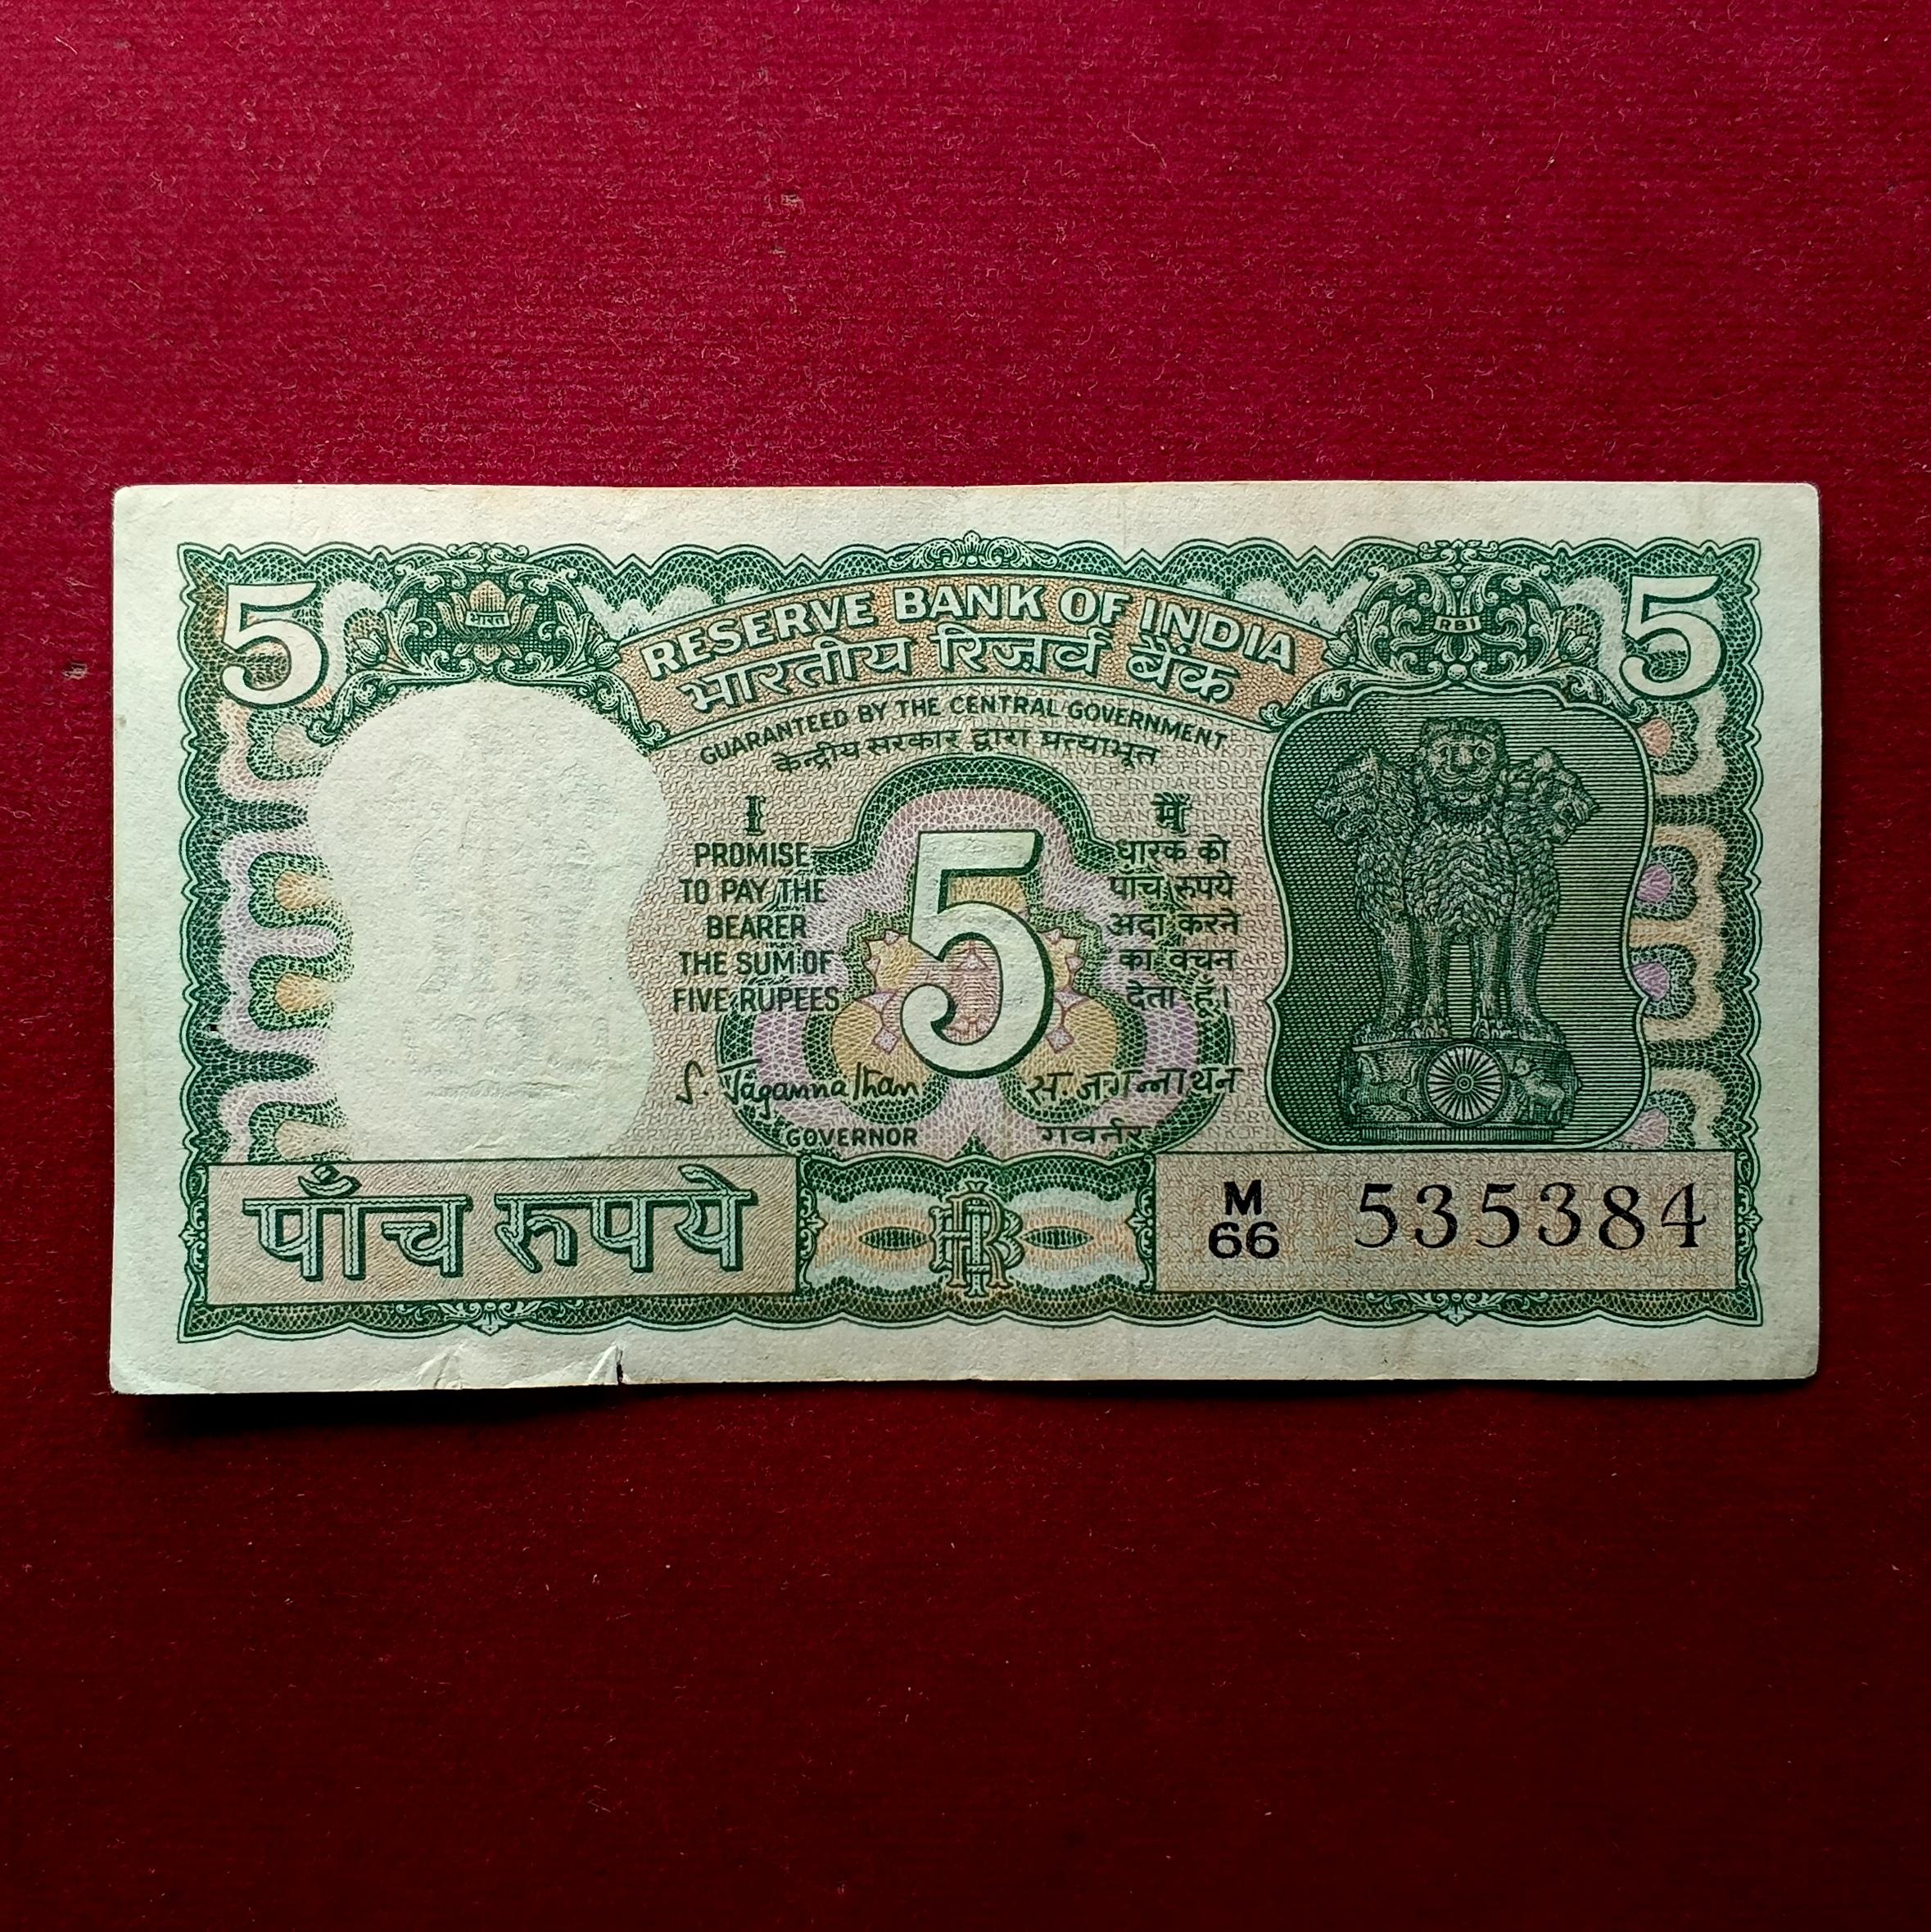 5
भारत
RESERVE BANK OF INDIA
RBI
5
भारतीय रिज़र्व बैंक
GUARANTEED BY THE CENTRAL GOVERNMENT
केन्द्रीय सरकार द्वारा प्रत्याभूत
I
PROMISE
TO PAY THE
BEARER
THE SUM OF
FIVE RUPEES
5
मैं
धारक को
पांच रुपये
अदा करने
का वचन
देता हूँ।
S. Jagannathan
GOVERNOR
स. जगन्नाथन
गवर्नर
पाँच रुपये
M
66
535384